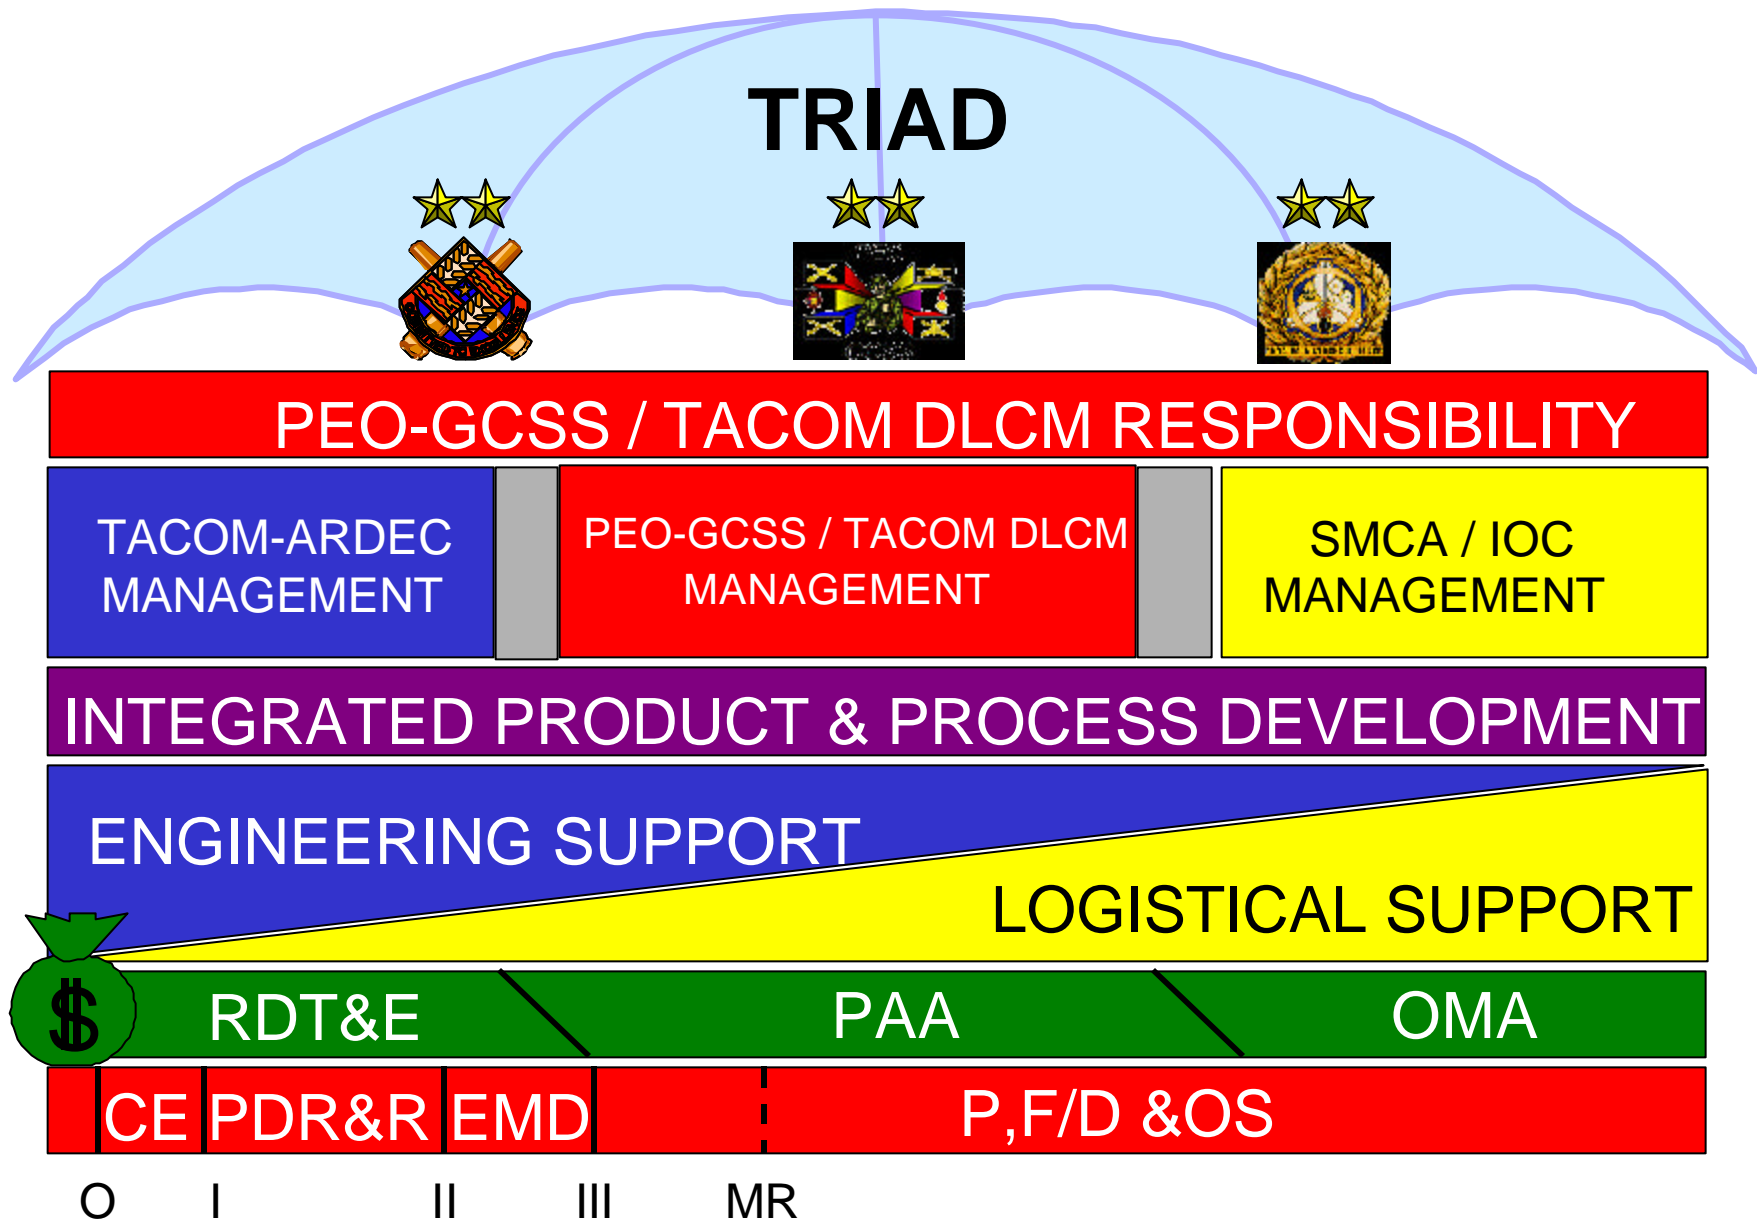 TRIAD
PEO-GCSS / TACOM DLCM RESPONSIBILITY
TACOM-ARDEC
MANAGEMENT
PEO-GCSS / TACOM DLCM
MANAGEMENT
SMCA / IOC
MANAGEMENT
INTEGRATED PRODUCT & PROCESS DEVELOPMENT
ENGINEERING SUPPORT
LOGISTICAL SUPPORT
$
RDT&E
PAA
OMA
CE
PDR&R
EMD
P,F/D &OS
O
I
II
III
MR